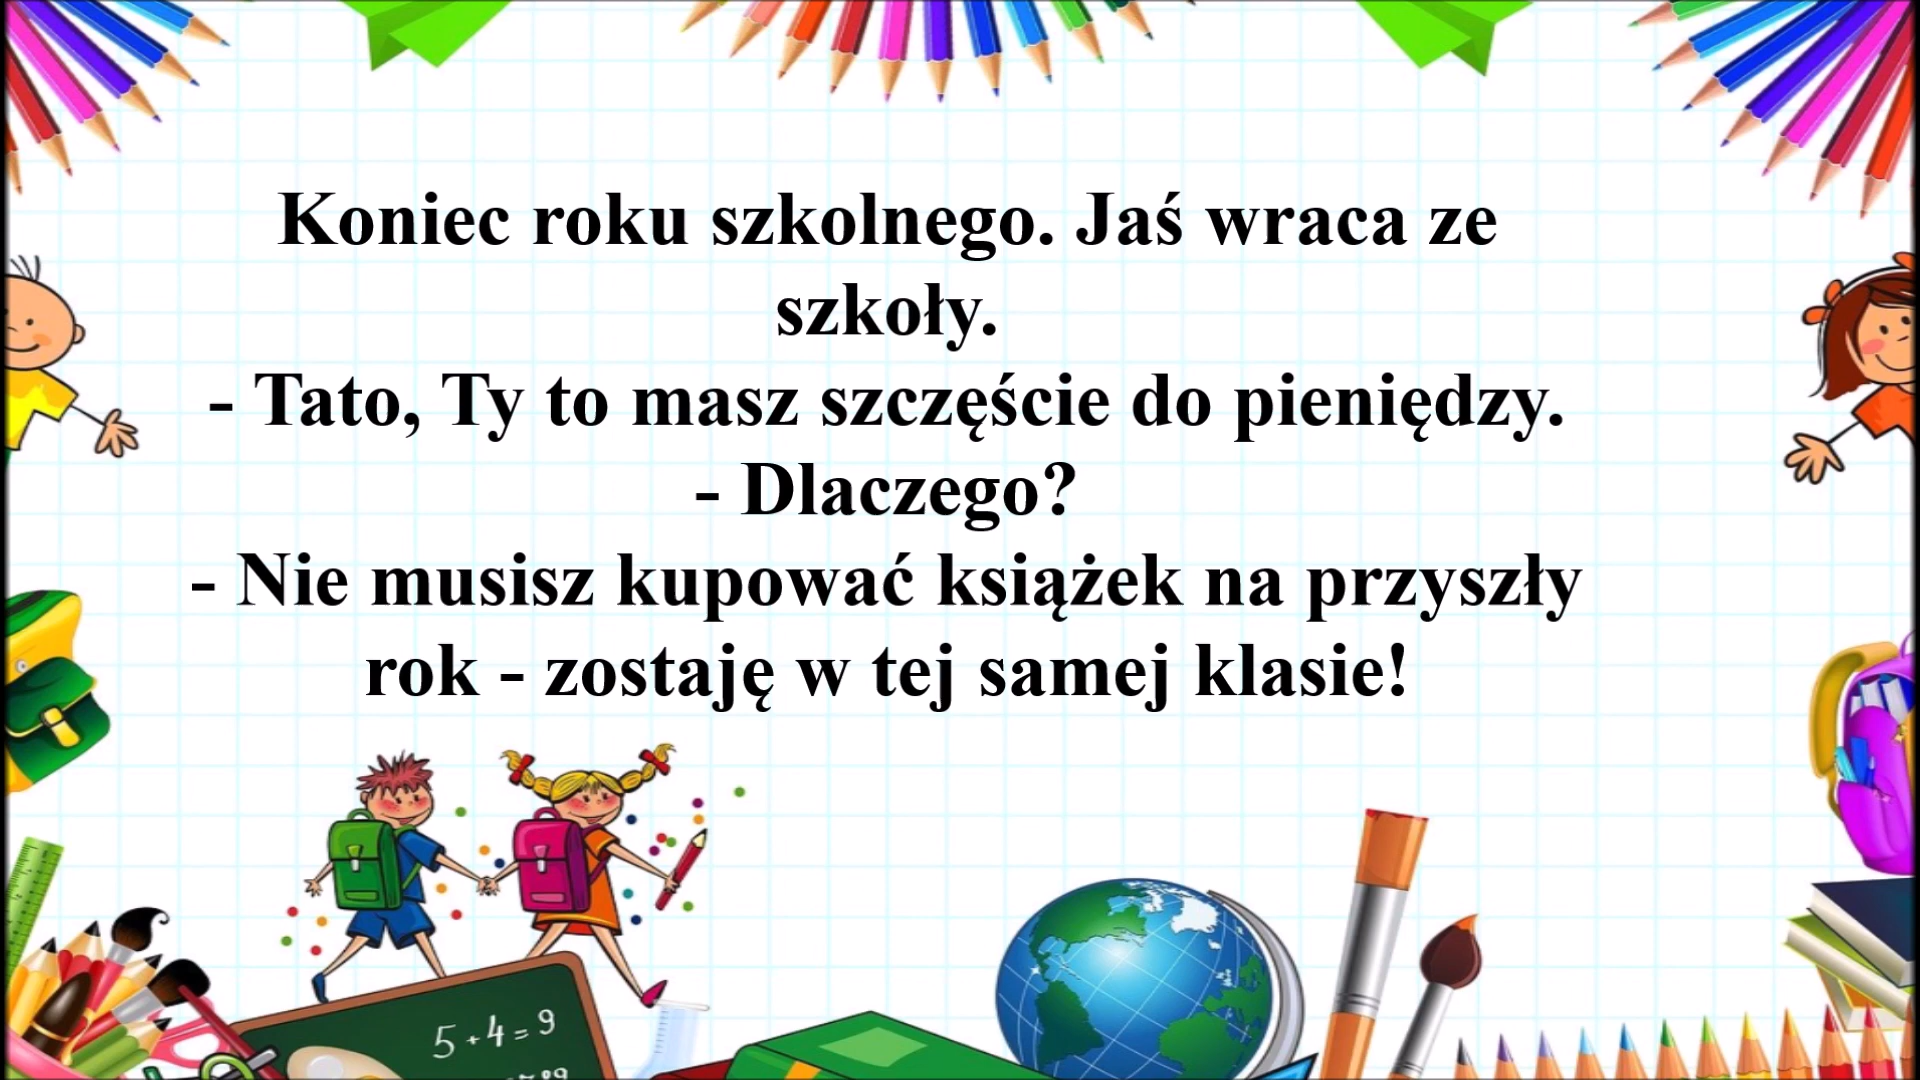 Koniec roku szkolnego. Jaś wraca ze
szkoły.
- Tato, Ty to masz szczęście do pieniędzy.
- Dlaczego?
- Nie musisz kupować książek na przyszły
rok - zostaję w tej samej klasie!
5+4=9